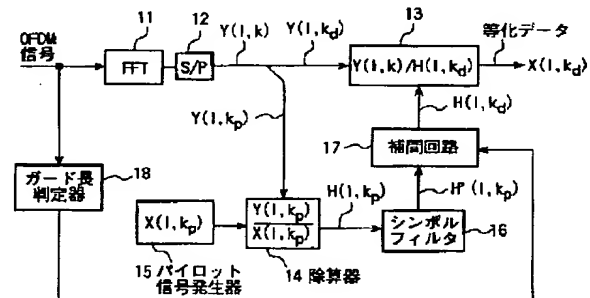 OFDM
信号
11
FFT
12
S/P
Y(l,k)
Y(l,k_d)
13
Y(l,k)/H(l,k_d)
等化データ
X(l,k_d)
Y(l,k_p)
H(l,k_d)
17
補間回路
ガード長
判定器
18
H(l,k_p)
H'(l,k_p)
X(l,k_p)
Y(l,k_p)
X(l,k_p)
シンボル
フィルタ
16
15 パイロット
信号発生器
14 除算器